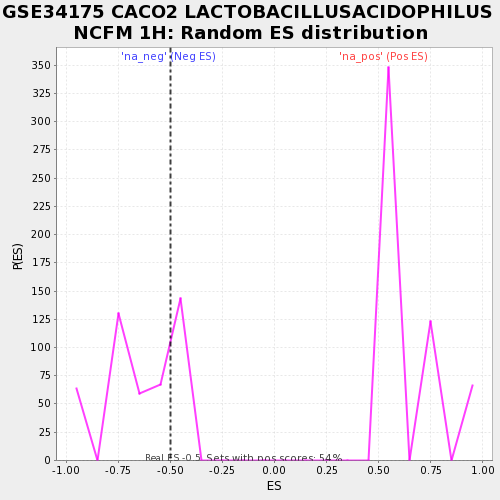 GSE34175 CACO2 LACTOBACILLUSACIDOPHILUS
NCFM 1H: Random ES distribution
'na_neg' (Neg ES)
'na_pos' (Pos ES)
350
325
300
275
250
225
200
175
150
125
100
75
50
25
0
P(ES)
Real ES -0.5 Sets with pos scores: 54%
-1.00 -0.75 -0.50 -0.25 0.00 0.25 0.50 0.75 1.00
ES